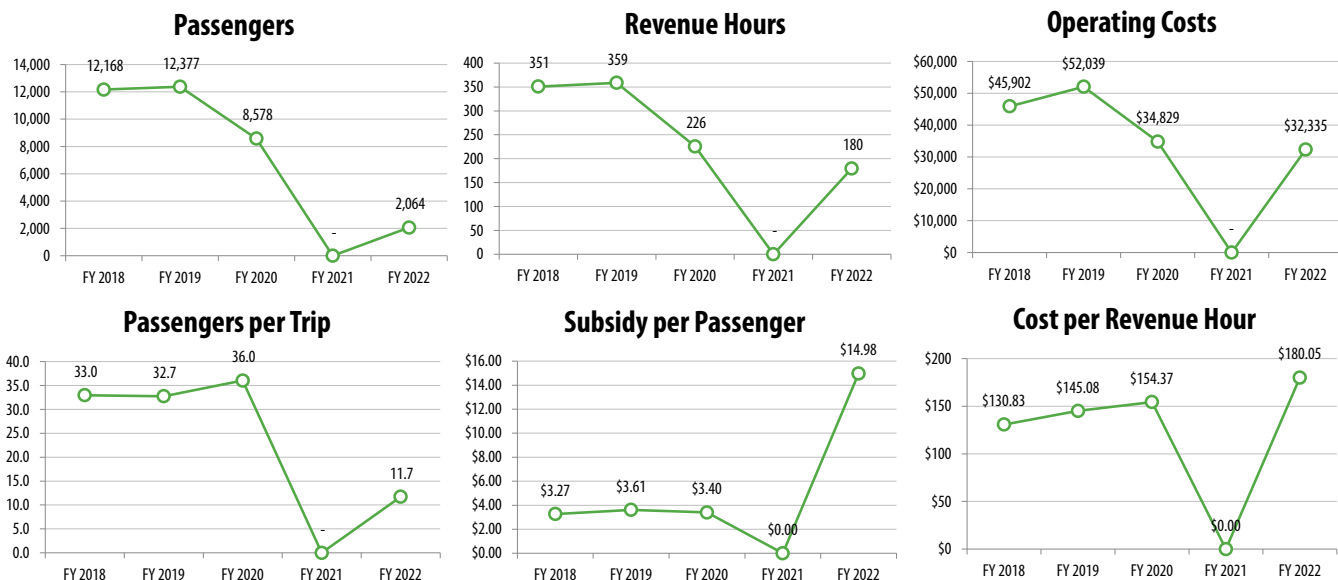 Passengers
14,000
12,000
10,000
8,000
6,000
4,000
2,000
0
12,168
12,377
8,578
-
2,064
FY 2018
FY 2019
FY 2020
FY 2021
FY 2022
Revenue Hours
400
350
300
250
200
150
100
50
0
351
359
226
-
180
FY 2018
FY 2019
FY 2020
FY 2021
FY 2022
Operating Costs
$60,000
$50,000
$40,000
$30,000
$20,000
$10,000
$0
$45,902
$52,039
$34,829
-
$32,335
FY 2018
FY 2019
FY 2020
FY 2021
FY 2022
Passengers per Trip
40.0
35.0
30.0
25.0
20.0
15.0
10.0
5.0
0.0
33.0
32.7
36.0
-
11.7
FY 2018
FY 2019
FY 2020
FY 2021
FY 2022
Subsidy per Passenger
$16.00
$14.00
$12.00
$10.00
$8.00
$6.00
$4.00
$2.00
$0.00
$3.27
$3.61
$3.40
$0.00
$14.98
FY 2018
FY 2019
FY 2020
FY 2021
FY 2022
Cost per Revenue Hour
$200
$150
$100
$50
$0
$130.83
$145.08
$154.37
$0.00
$180.05
FY 2018
FY 2019
FY 2020
FY 2021
FY 2022